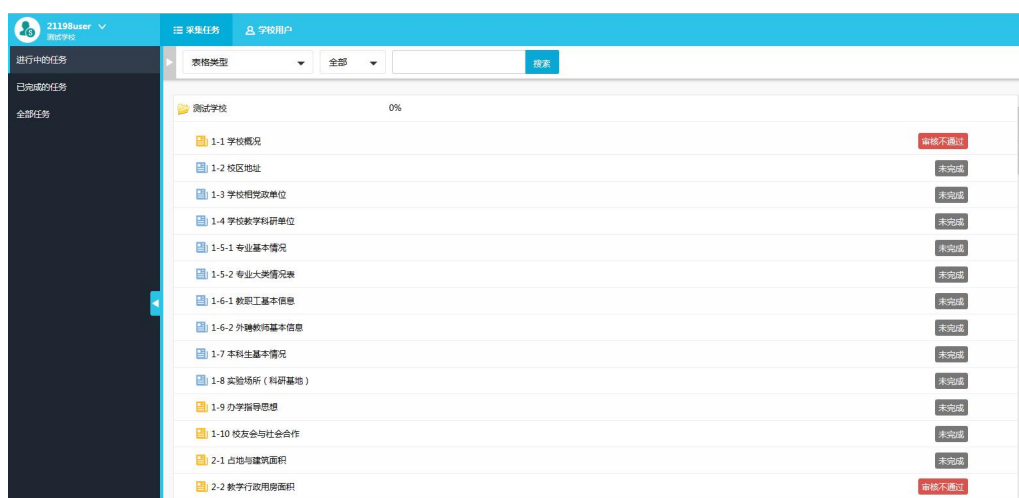 21198user
测试学校
采集任务 学校用户
进行中的任务
已完成的任务
全部任务
表格类型 全部 搜索
测试学校 0%
1-1 学校概况 审核不通过
1-2 校区地址 未完成
1-3 学校相党政单位 未完成
1-4 学校教学科研单位 未完成
1-5-1 专业基本情况 未完成
1-5-2 专业大类情况表 未完成
1-6-1 教职工基本信息 未完成
1-6-2 外聘教师基本信息 未完成
1-7 本科生基本情况 未完成
1-8 实验场所（科研基地） 未完成
1-9 办学指导思想 未完成
1-10 校友会与社会合作 未完成
2-1 占地与建筑面积 未完成
2-2 教学行政用房面积 审核不通过